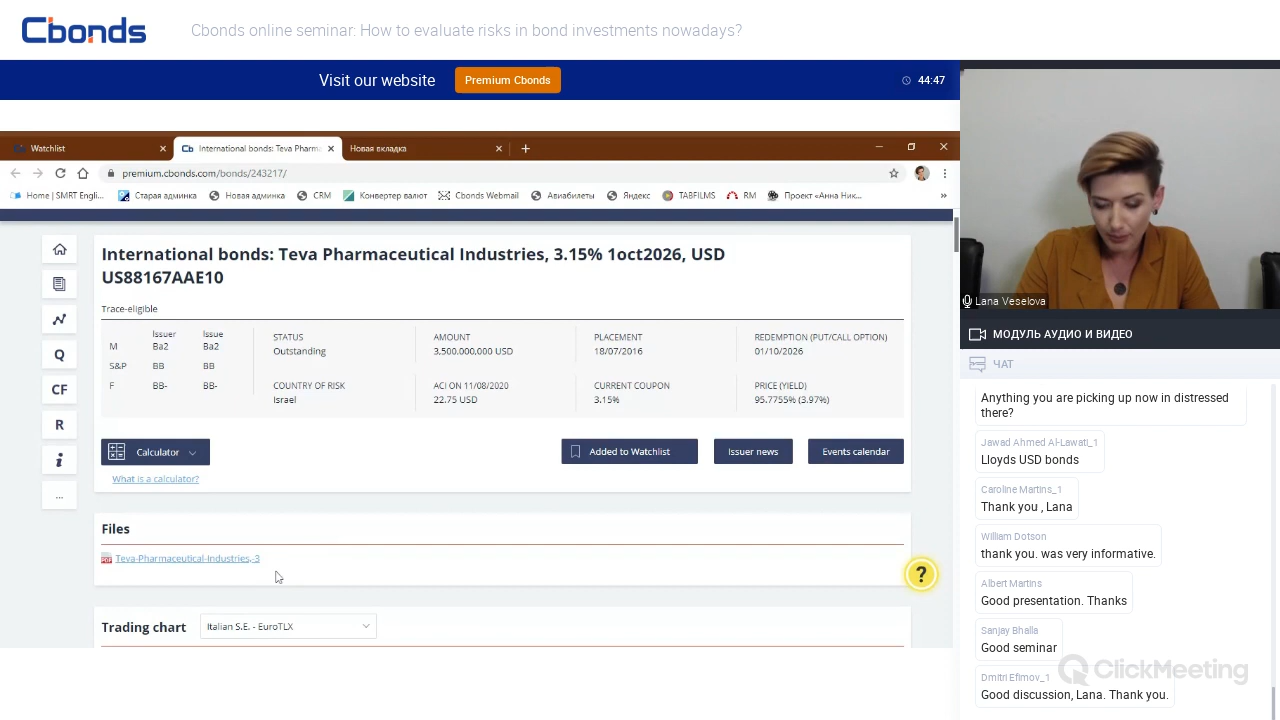 Cbonds
Cbonds online seminar: How to evaluate risks in bond investments nowadays?
Visit our website
Premium Cbonds
44:47
Watchlist
International bonds: Teva Pharma
Новая вкладка
premium.cbonds.com/bonds/243217/
Home | SMRT Engli...
Старая админка
Новая админка
CRM
Конвертер валют
Cbonds Webmail
Авиабилеты
Яндекс
TABFILMS
RM
Проект «Анна Ник...
International bonds: Teva Pharmaceutical Industries, 3.15% 1oct2026, USD
US88167AAE10
Trace-eligible
Issuer Issue
M Ba2 Ba2
S&P BB BB
F BB- BB-
STATUS
Outstanding
AMOUNT
3,500,000,000 USD
PLACEMENT
18/07/2016
REDEMPTION (PUT/CALL OPTION)
01/10/2026
COUNTRY OF RISK
Israel
ACI ON 11/08/2020
22.75 USD
CURRENT COUPON
3.15%
PRICE (YIELD)
95.7755% (3.97%)
Q
CF
R
i
...
Calculator
What is a calculator?
Added to Watchlist
Issuer news
Events calendar
Files
PDF
Teva-Pharmaceutical-Industries,-3
?
Trading chart
Italian S.E. - EuroTLX
Lana Veselova
МОДУЛЬ АУДИО И ВИДЕО
ЧАТ
Anything you are picking up now in distressed
there?
Jawad Ahmed Al-Lawati_1
Lloyds USD bonds
Caroline Martins_1
Thank you , Lana
William Dotson
thank you. was very informative.
Albert Martins
Good presentation. Thanks
Sanjay Bhalla
Good seminar
Dmitri Efimov_1
Good discussion, Lana. Thank you.
ClickMeeting